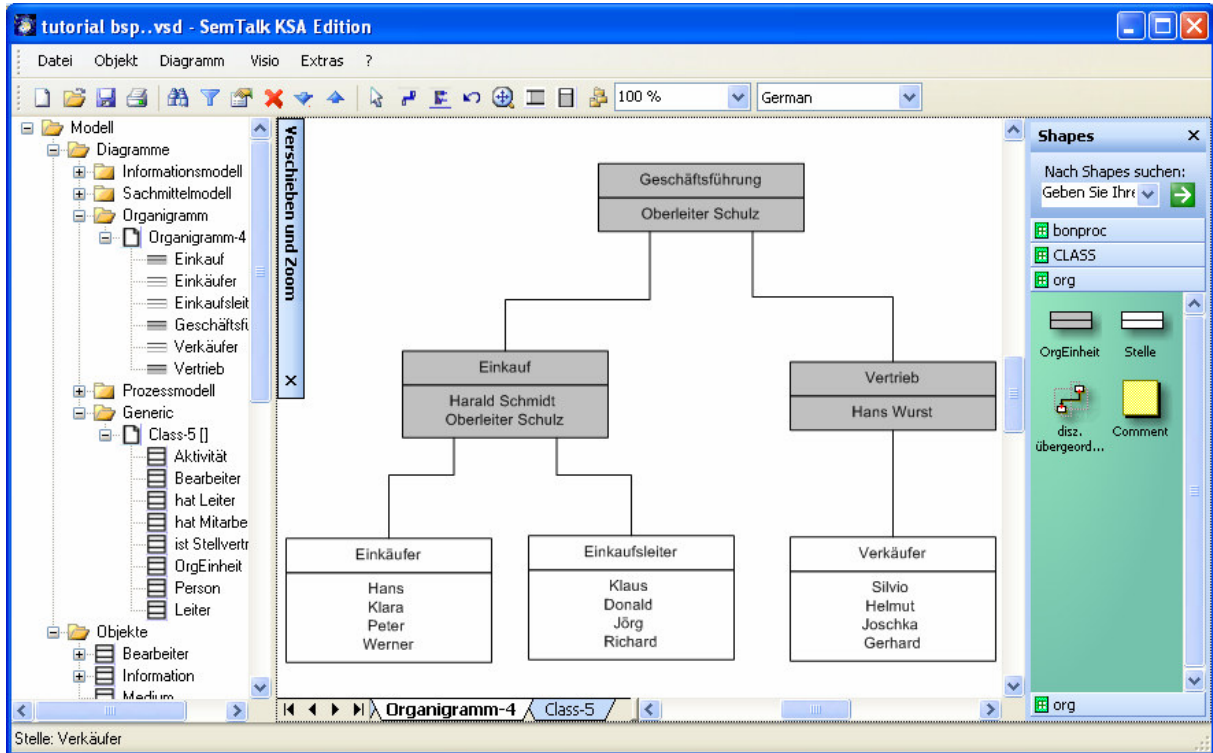 tutorial bsp..vsd - SemTalk KSA Edition
Datei Objekt Diagramm Visio Extras ?
100 % German
Modell
Diagramme
Informationsmodell
Sachmittelmodell
Organigramm
Organigramm-4
Einkauf
Einkäufer
Einkaufsleit
Geschäftsfü
Verkäufer
Vertrieb
Prozessmodell
Generic
Class-5 []
Aktivität
Bearbeiter
hat Leiter
hat Mitarbe
ist Stellvertr
OrgEinheit
Person
Leiter
Objekte
Bearbeiter
Information
Medium
Verschieben und Zoom
Geschäftsführung
Oberleiter Schulz
Einkauf
Harald Schmidt
Oberleiter Schulz
Vertrieb
Hans Wurst
Einkäufer
Hans
Klara
Peter
Werner
Einkaufsleiter
Klaus
Donald
Jörg
Richard
Verkäufer
Silvio
Helmut
Joschka
Gerhard
Organigramm-4 Class-5
Shapes
Nach Shapes suchen:
Geben Sie Ihre
bonproc
CLASS
org
OrgEinheit Stelle
disz.
übergeord...
Comment
org
Stelle: Verkäufer